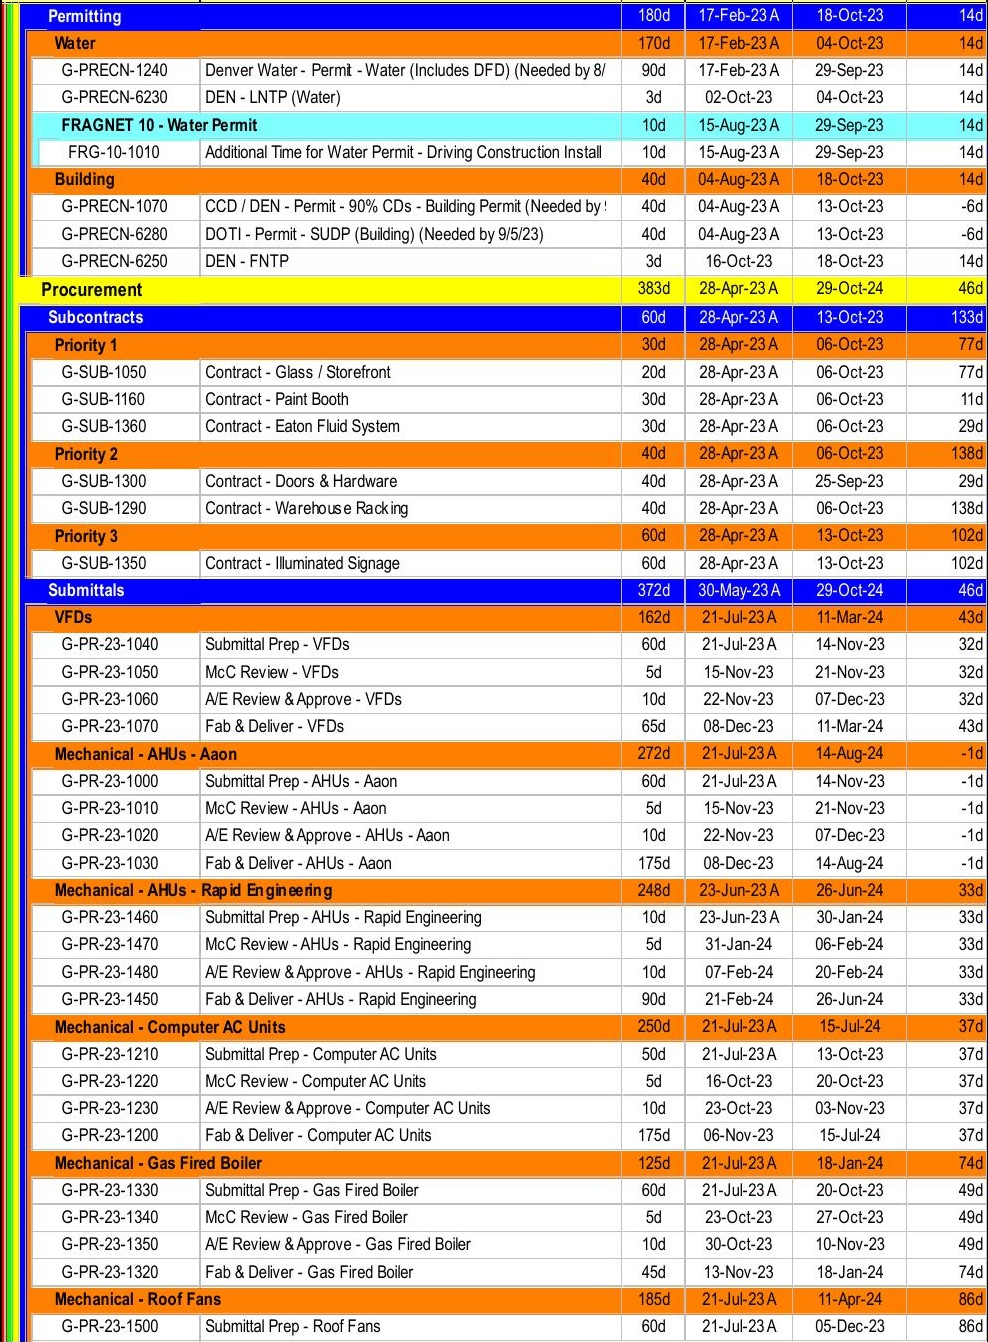 Permitting 180d 17-Feb-23 A 18-Oct-23 14d
Water 170d 17-Feb-23 A 04-Oct-23 14d
G-PRECN-1240 Denver Water - Permit - Water (Includes DFD) (Needed by 8/ 90d 17-Feb-23 A 29-Sep-23 14d
G-PRECN-6230 DEN - LNTP (Water) 3d 02-Oct-23 04-Oct-23 14d
FRAGNET 10 - Water Permit 10d 15-Aug-23 A 29-Sep-23 14d
FRG-10-1010 Additional Time for Water Permit - Driving Construction Install 10d 15-Aug-23 A 29-Sep-23 14d
Building 40d 04-Aug-23 A 18-Oct-23 14d
G-PRECN-1070 CCD / DEN - Permit - 90% CDs - Building Permit (Needed by 40d 04-Aug-23 A 13-Oct-23 -6d
G-PRECN-6280 DOTI - Permit - SUDP (Building) (Needed by 9/5/23) 40d 04-Aug-23 A 13-Oct-23 -6d
G-PRECN-6250 DEN - FNTP 3d 16-Oct-23 18-Oct-23 14d
Procurement 383d 28-Apr-23 A 29-Oct-24 46d
Subcontracts 60d 28-Apr-23 A 13-Oct-23 133d
Priority 1 30d 28-Apr-23 A 06-Oct-23 77d
G-SUB-1050 Contract - Glass / Storefront 20d 28-Apr-23 A 06-Oct-23 77d
G-SUB-1160 Contract - Paint Booth 30d 28-Apr-23 A 06-Oct-23 11d
G-SUB-1360 Contract - Eaton Fluid System 30d 28-Apr-23 A 06-Oct-23 29d
Priority 2 40d 28-Apr-23 A 06-Oct-23 138d
G-SUB-1300 Contract - Doors & Hardware 40d 28-Apr-23 A 25-Sep-23 29d
G-SUB-1290 Contract - Warehouse Racking 40d 28-Apr-23 A 06-Oct-23 138d
Priority 3 60d 28-Apr-23 A 13-Oct-23 102d
G-SUB-1350 Contract - Illuminated Signage 60d 28-Apr-23 A 13-Oct-23 102d
Submittals 372d 30-May-23 A 29-Oct-24 46d
VFDs 162d 21-Jul-23 A 11-Mar-24 43d
G-PR-23-1040 Submittal Prep - VFDs 60d 21-Jul-23 A 14-Nov-23 32d
G-PR-23-1050 McC Review - VFDs 5d 15-Nov-23 21-Nov-23 32d
G-PR-23-1060 A/E Review & Approve - VFDs 10d 22-Nov-23 07-Dec-23 32d
G-PR-23-1070 Fab & Deliver - VFDs 65d 08-Dec-23 11-Mar-24 43d
Mechanical - AHUs - Aaon 272d 21-Jul-23 A 14-Aug-24 -1d
G-PR-23-1000 Submittal Prep - AHUs - Aaon 60d 21-Jul-23 A 14-Nov-23 -1d
G-PR-23-1010 McC Review - AHUs - Aaon 5d 15-Nov-23 21-Nov-23 -1d
G-PR-23-1020 A/E Review & Approve - AHUs - Aaon 10d 22-Nov-23 07-Dec-23 -1d
G-PR-23-1030 Fab & Deliver - AHUs - Aaon 175d 08-Dec-23 14-Aug-24 -1d
Mechanical - AHUs - Rapid Engineering 248d 23-Jun-23 A 26-Jun-24 33d
G-PR-23-1460 Submittal Prep - AHUs - Rapid Engineering 10d 23-Jun-23 A 30-Jan-24 33d
G-PR-23-1470 McC Review - AHUs - Rapid Engineering 5d 31-Jan-24 06-Feb-24 33d
G-PR-23-1480 A/E Review & Approve - AHUs - Rapid Engineering 10d 07-Feb-24 20-Feb-24 33d
G-PR-23-1450 Fab & Deliver - AHUs - Rapid Engineering 90d 21-Feb-24 26-Jun-24 33d
Mechanical - Computer AC Units 250d 21-Jul-23 A 15-Jul-24 37d
G-PR-23-1210 Submittal Prep - Computer AC Units 50d 21-Jul-23 A 13-Oct-23 37d
G-PR-23-1220 McC Review - Computer AC Units 5d 16-Oct-23 20-Oct-23 37d
G-PR-23-1230 A/E Review & Approve - Computer AC Units 10d 23-Oct-23 03-Nov-23 37d
G-PR-23-1200 Fab & Deliver - Computer AC Units 175d 06-Nov-23 15-Jul-24 37d
Mechanical - Gas Fired Boiler 125d 21-Jul-23 A 18-Jan-24 74d
G-PR-23-1330 Submittal Prep - Gas Fired Boiler 60d 21-Jul-23 A 20-Oct-23 49d
G-PR-23-1340 McC Review - Gas Fired Boiler 5d 23-Oct-23 27-Oct-23 49d
G-PR-23-1350 A/E Review & Approve - Gas Fired Boiler 10d 30-Oct-23 10-Nov-23 49d
G-PR-23-1320 Fab & Deliver - Gas Fired Boiler 45d 13-Nov-23 18-Jan-24 74d
Mechanical - Roof Fans 185d 21-Jul-23 A 11-Apr-24 86d
G-PR-23-1500 Submittal Prep - Roof Fans 60d 21-Jul-23 A 05-Dec-23 86d